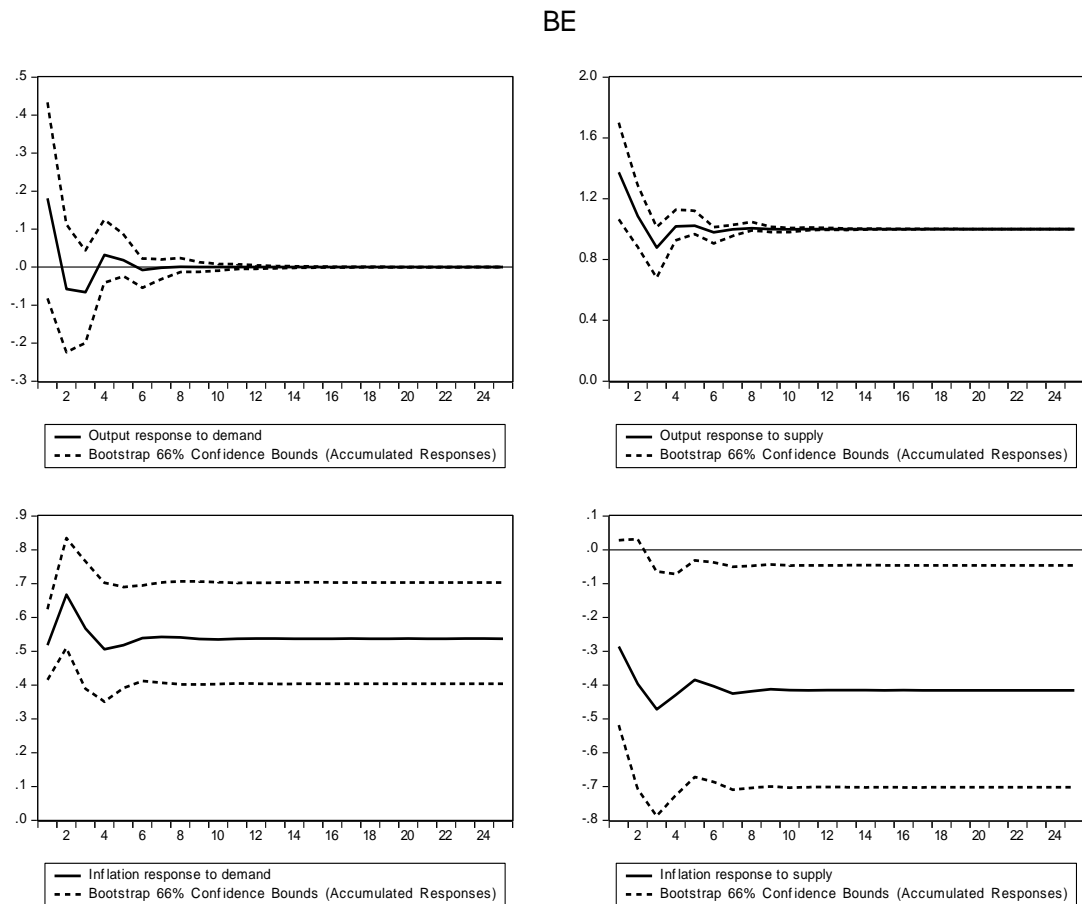 BE
.5
.4
.3
.2
.1
.0
-.1
-.2
-.3
2 4 6 8 10 12 14 16 18 20 22 24
Output response to demand
Bootstrap 66% Confidence Bounds (Accumulated Responses)
2.0
1.6
1.2
0.8
0.4
0.0
2 4 6 8 10 12 14 16 18 20 22 24
Output response to supply
Bootstrap 66% Confidence Bounds (Accumulated Responses)
.9
.8
.7
.6
.5
.4
.3
.2
.1
.0
2 4 6 8 10 12 14 16 18 20 22 24
Inflation response to demand
Bootstrap 66% Confidence Bounds (Accumulated Responses)
.1
.0
-.1
-.2
-.3
-.4
-.5
-.6
-.7
-.8
2 4 6 8 10 12 14 16 18 20 22 24
Inflation response to supply
Bootstrap 66% Confidence Bounds (Accumulated Responses)